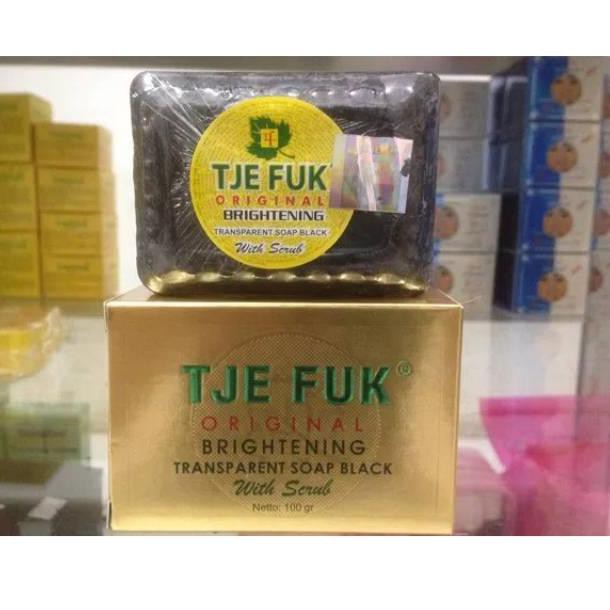 TJE FUK
ORIGINAL
BRIGHTENING
TRANSPARENT SOAP BLACK
With Scrub
TJE FUK®
ORIGINAL
BRIGHTENING
TRANSPARENT SOAP BLACK
With Scrub
Netto: 100 gr